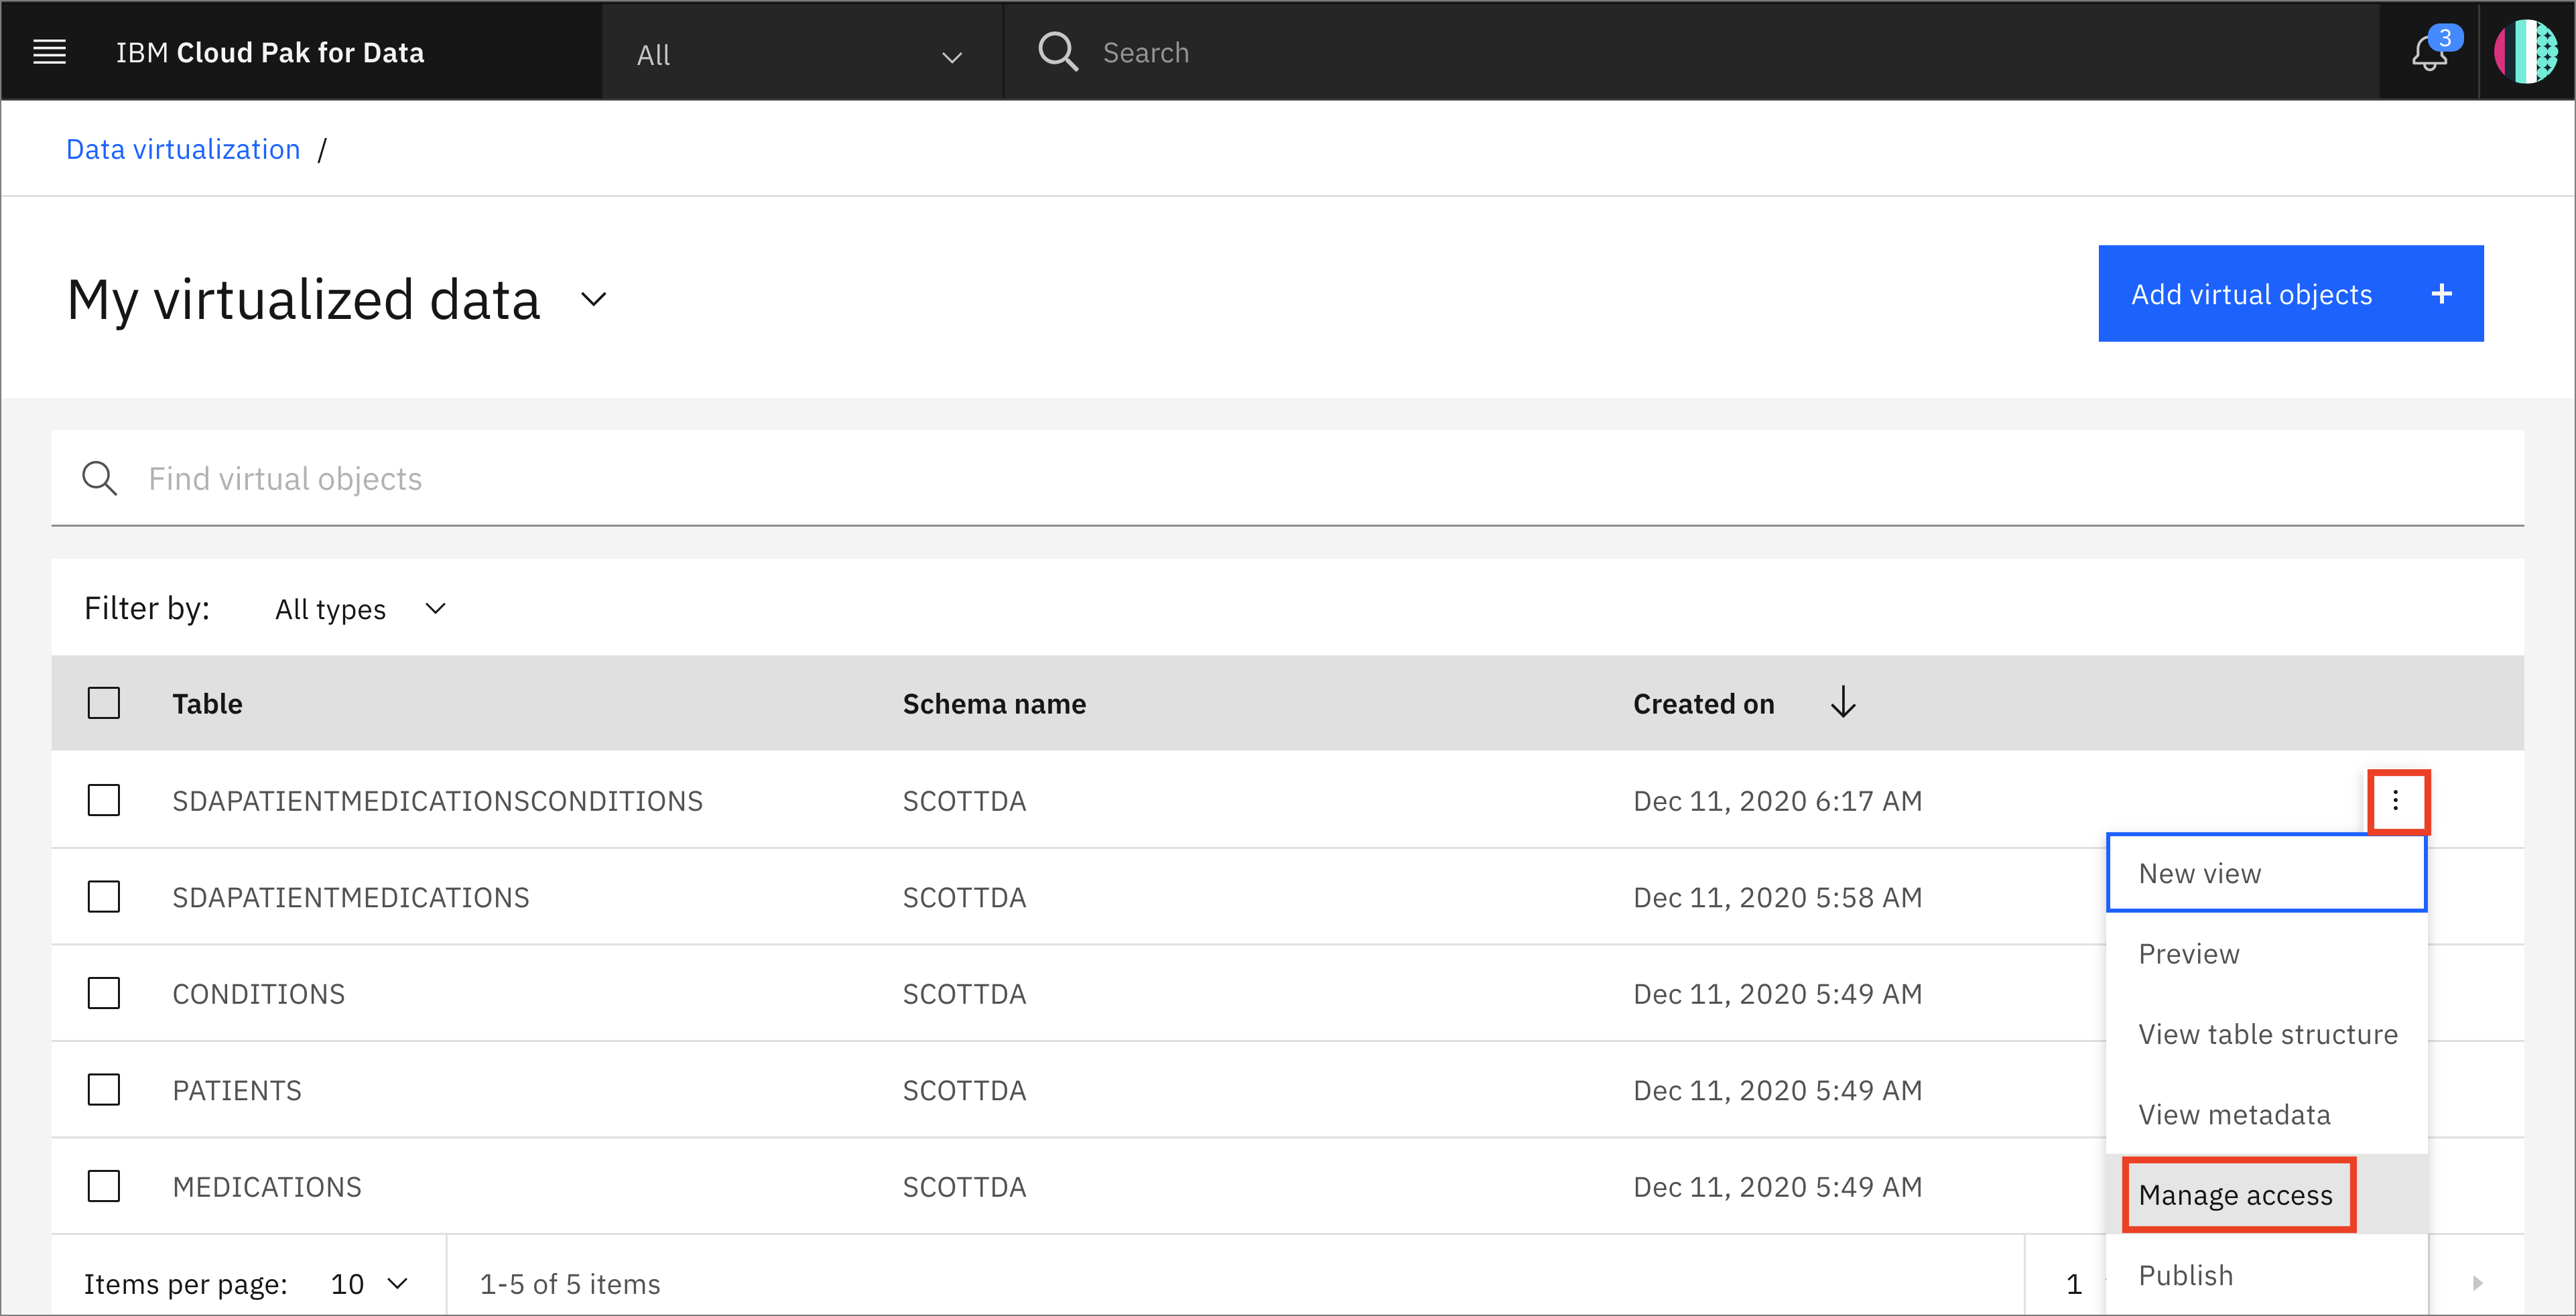 IBM Cloud Pak for Data
All
Search
3
Data virtualization /
My virtualized data
Add virtual objects +
Find virtual objects
Filter by: All types
Table Schema name Created on
SDAPATIENTMEDICATIONSCONDITIONS SCOTTDA Dec 11, 2020 6:17 AM
New view
SDAPATIENTMEDICATIONS SCOTTDA Dec 11, 2020 5:58 AM
Preview
CONDITIONS SCOTTDA Dec 11, 2020 5:49 AM
View table structure
PATIENTS SCOTTDA Dec 11, 2020 5:49 AM
View metadata
MEDICATIONS SCOTTDA Dec 11, 2020 5:49 AM
Manage access
Publish
Items per page: 10 1-5 of 5 items 1